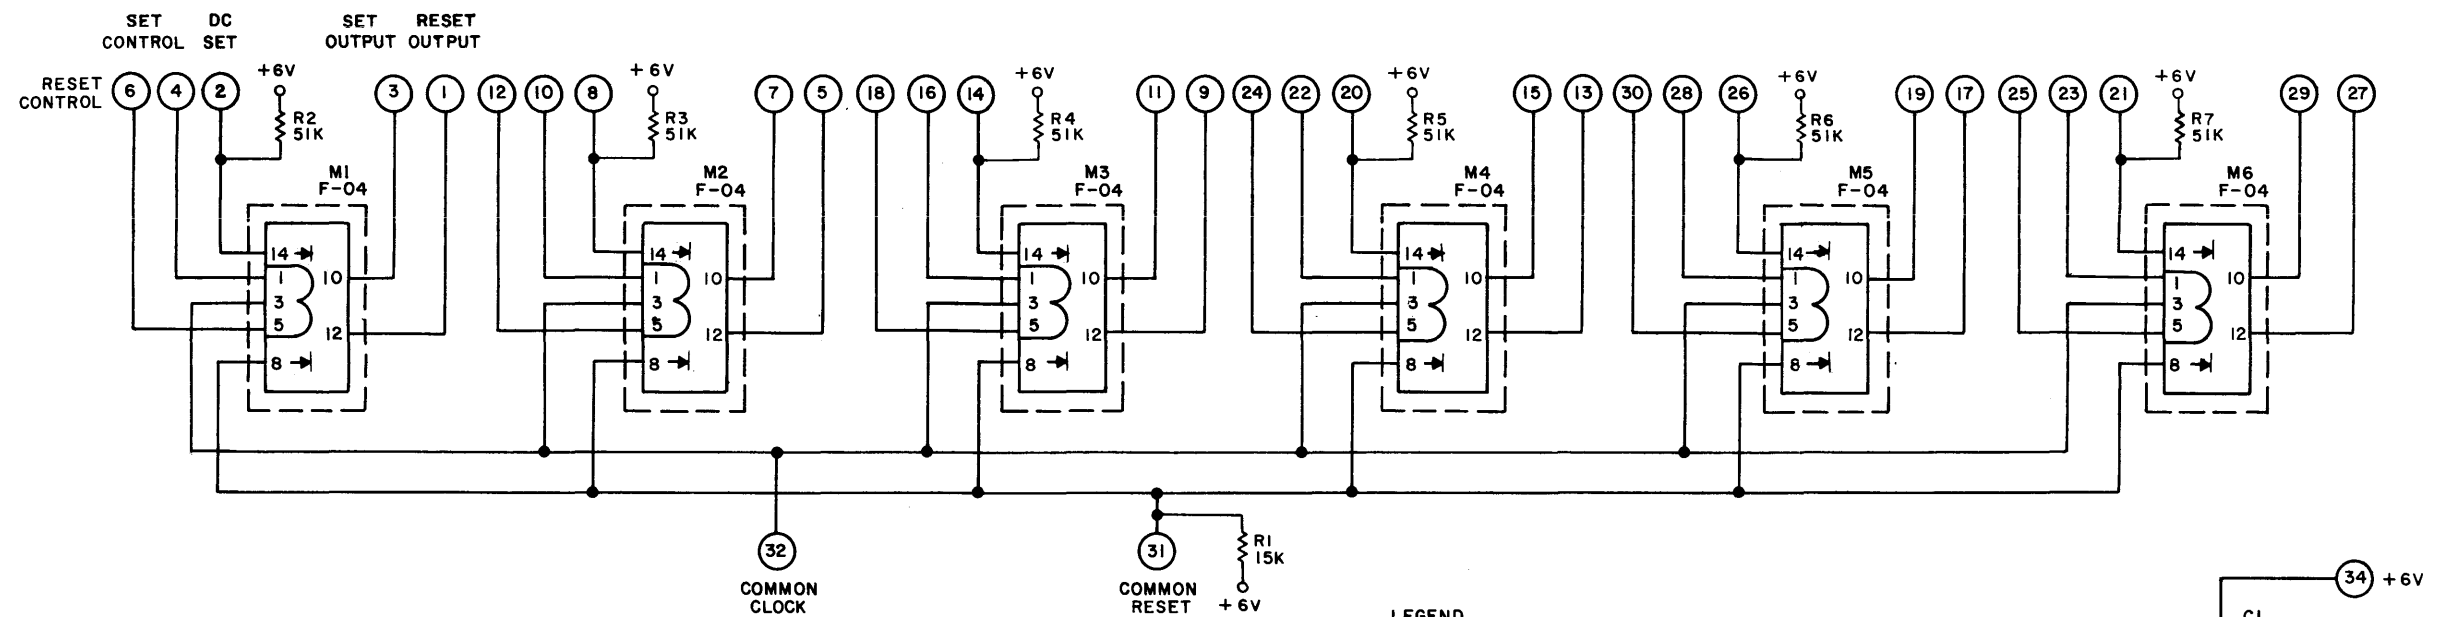 SET DC SET RESET
CONTROL SET OUTPUT OUTPUT
RESET
CONTROL
6 4 2 +6V 3 1 12 10 8 +6V 7 5 18 16 14 +6V 11 9 24 22 20 +6V 15 13 30 28 26 +6V 19 17 25 23 21 +6V 29 27
R2 R3 R4 R5 R6 R7
51K 51K 51K 51K 51K 51K
M1 M2 M3 M4 M5 M6
F-04 F-04 F-04 F-04 F-04 F-04
14 14 14 14 14 14
1 10 1 10 1 10 1 10 1 10 1 10
3 3 3 3 3 3
5 12 5 12 5 12 5 12 5 12 5 12
8 8 8 8 8 8
32 31 R1
15K
COMMON COMMON
CLOCK RESET +6V
34 +6V
LEGEND
C1